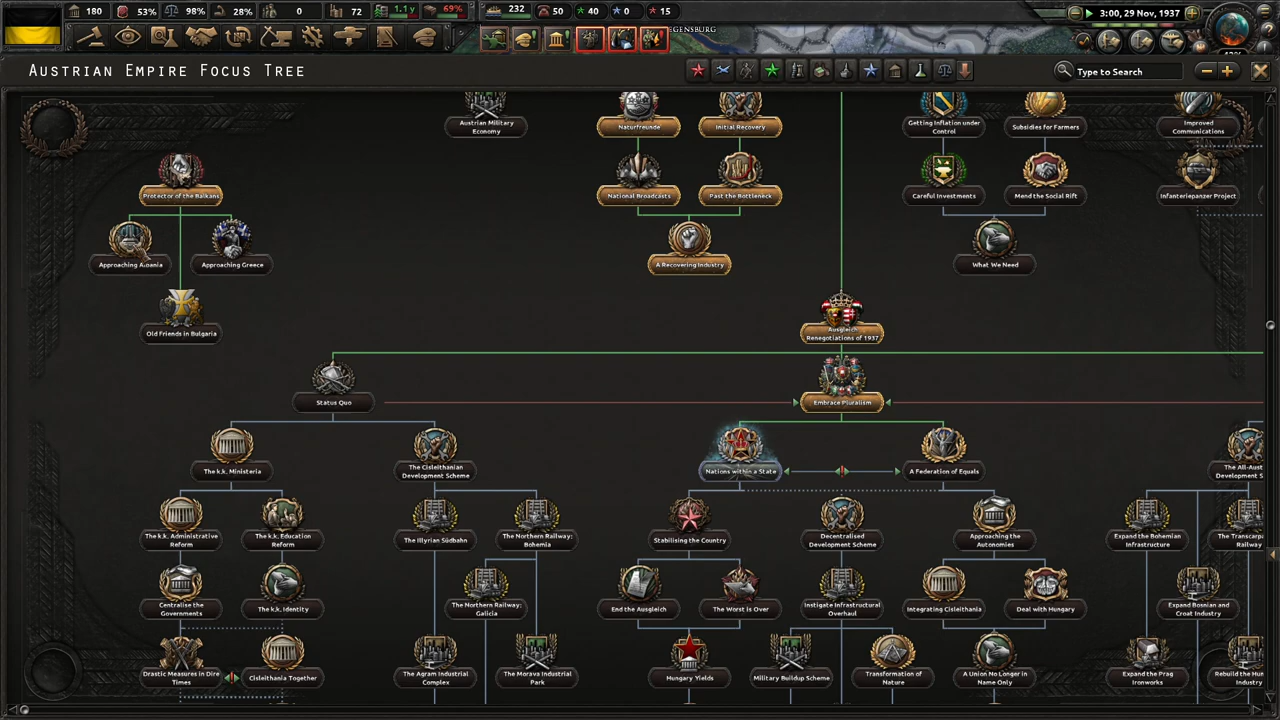 180
53%
98%
28%
0
72
1.1y
69%
232
50
40
0
15
3:00, 29 Nov, 1937
GENSBURG
AUSTRIAN EMPIRE FOCUS TREE
Type to Search
Austrian Military
Economy
Naturfreunde
Initial Recovery
Getting Inflation under
Control
Subsidies for Farmers
Improved
Communications
Protector of the Balkans
National Broadcasts
Past the Bottleneck
Careful Investments
Mend the Social Rift
Infanteriepanzer Project
Approaching Albania
Approaching Greece
A Recovering Industry
What We Need
Old Friends in Bulgaria
Ausgleich
Renegotiations of 1937
Status Quo
Embrace Pluralism
The k.k. Ministeria
The Cisleithanian
Development Scheme
Nations within a State
A Federation of Equals
The All-Aust
Development S
The k.k. Administrative
Reform
The k.k. Education
Reform
The Illyrian Südbahn
The Northern Railway:
Bohemia
Stabilising the Country
Decentralised
Development Scheme
Approaching the
Autonomies
Expand the Bohemian
Infrastructure
The Transcarpa
Railway
Centralise the
Governments
The k.k. Identity
The Northern Railway:
Galicia
End the Ausgleich
The Worst is Over
Instigate Infrastructural
Overhaul
Integrating Cisleithania
Deal with Hungary
Expand Bosnian and
Croat Industry
Drastic Measures in Dire
Times
Cisleithania Together
The Agram Industrial
Complex
The Morava Industrial
Park
Hungary Yields
Military Buildup Scheme
Transformation of
Nature
A Union No Longer in
Name Only
Expand the Prag
Ironworks
Rebuild the Hun
Industry